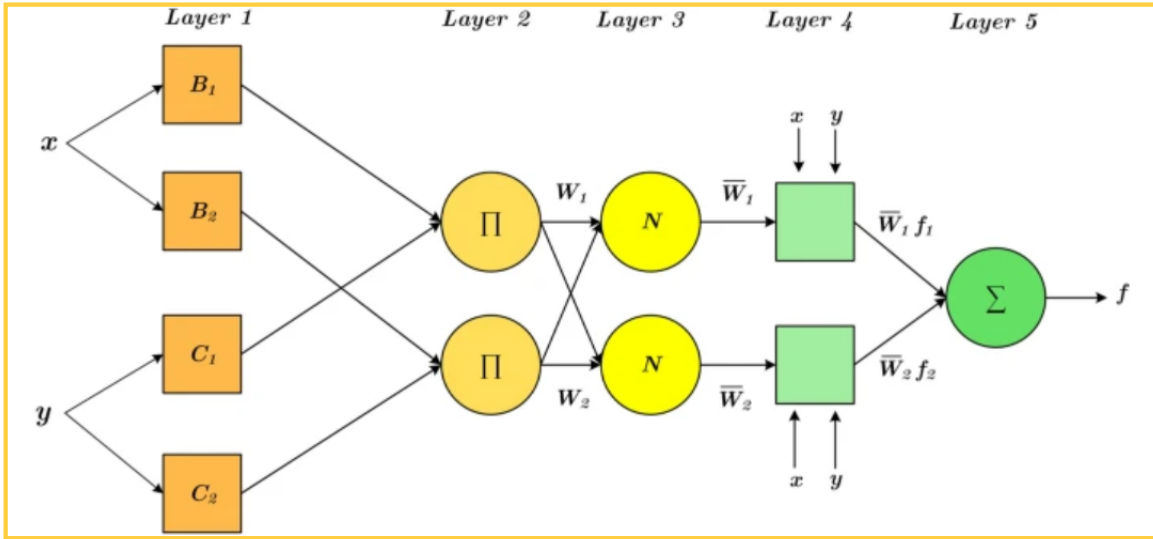 Layer 1 Layer 2 Layer 3 Layer 4 Layer 5
B₁
x
B₂
C₁
y
C₂
∏
∏
W₁
W₂
N
N
W̅₁
W̅₂
x y
x y
W̅₁ f₁
W̅₂ f₂
∑
f